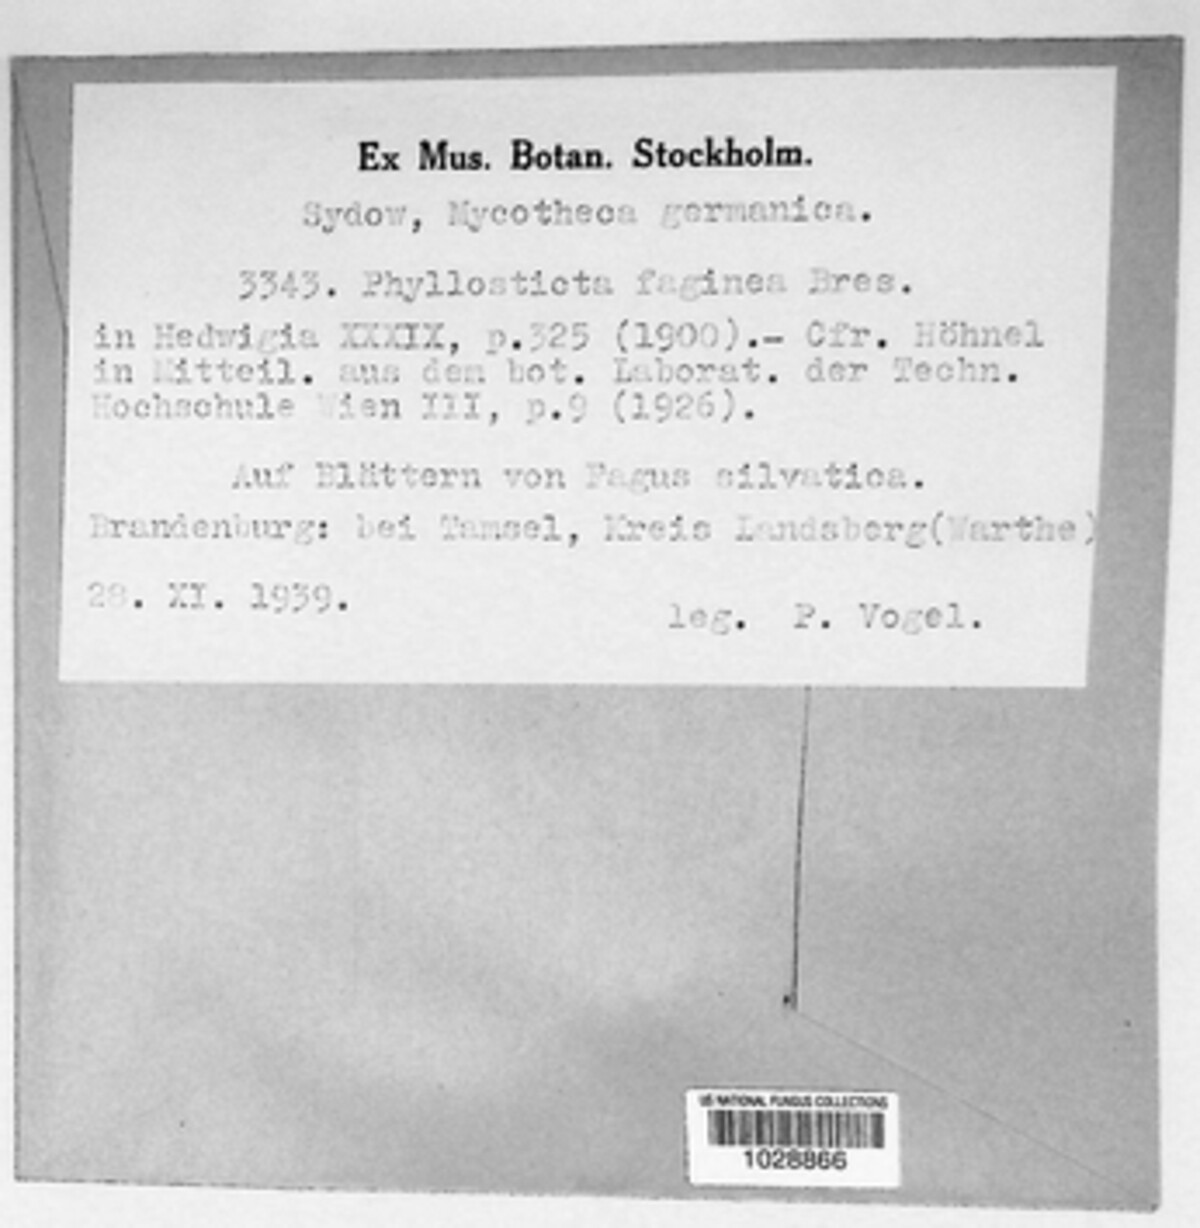 Ex Mus. Botan. Stockholm.
Sydow, Mycotheca germanica.
3343. Phyllosticta faginea Bres.
in Hedwigia XXXIX, p.325 (1900).- Cfr. Höhnel
in Mitteil. aus dem bot. Laborat. der Techn.
Hochschule Wien III, p.9 (1926).
Auf Blättern von Fagus silvatica.
Brandenburg: bei Tamsel, Kreis Landsberg(Warthe)
28. XI. 1939.
leg. P. Vogel.
US NATIONAL FUNGUS COLLECTIONS
1028866